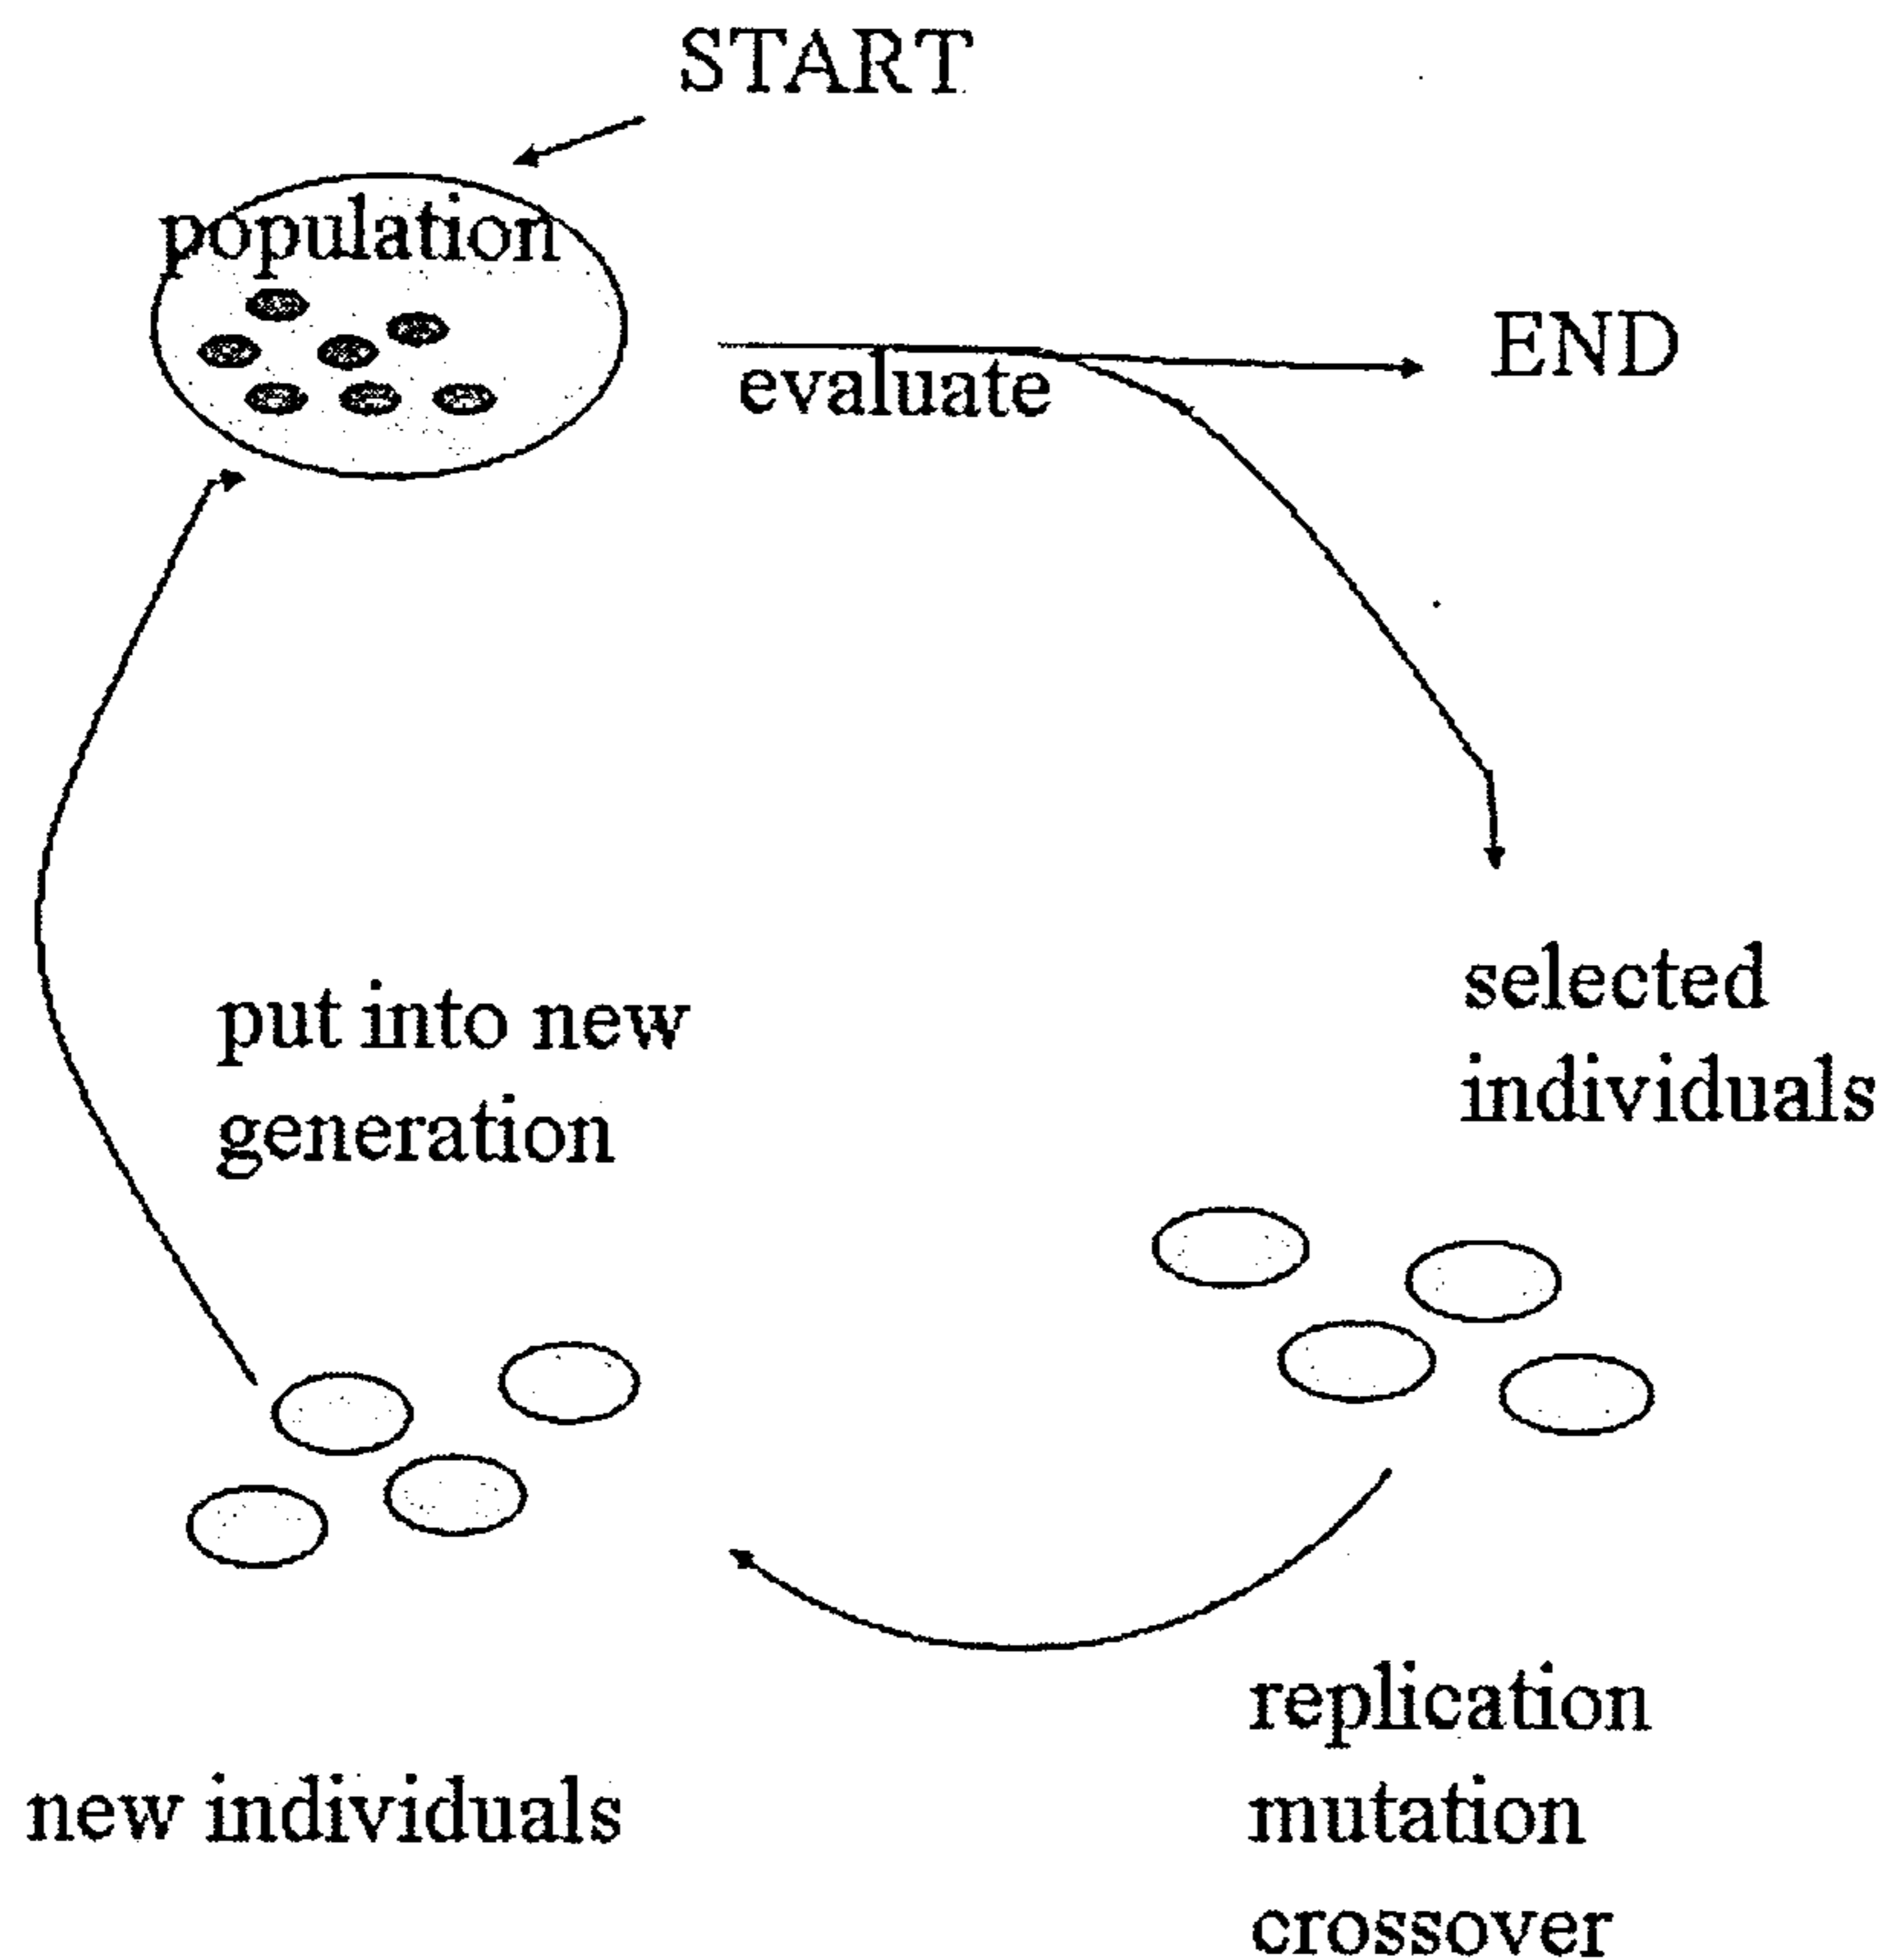 START
population
evaluate
END
selected
individuals
put into new
generation
replication
mutation
crossover
new individuals